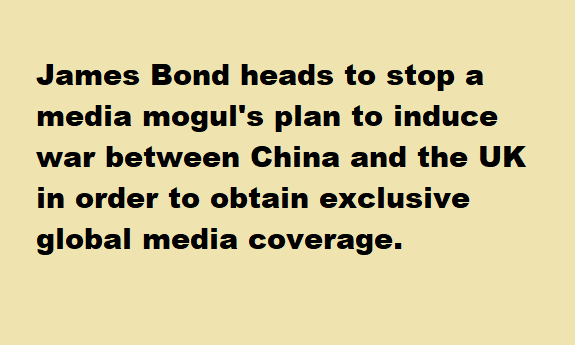 James Bond heads to stop a
media mogul's plan to induce
war between China and the UK
in order to obtain exclusive
global media coverage.